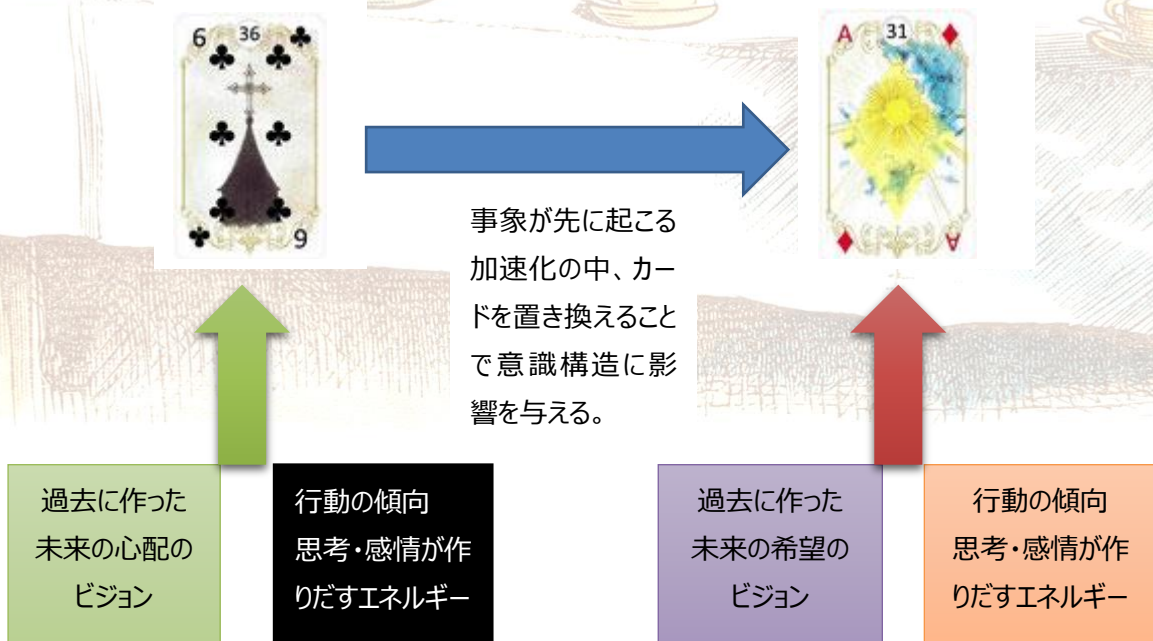 6 36
6
A 31
A
事象が先に起こる
加速化の中、カー
ドを置き換えること
で意識構造に影
響を与える。
過去に作った
未来の心配の
ビジョン
行動の傾向
思考・感情が作
りだすエネルギー
過去に作った
未来の希望の
ビジョン
行動の傾向
思考・感情が作
りだすエネルギー